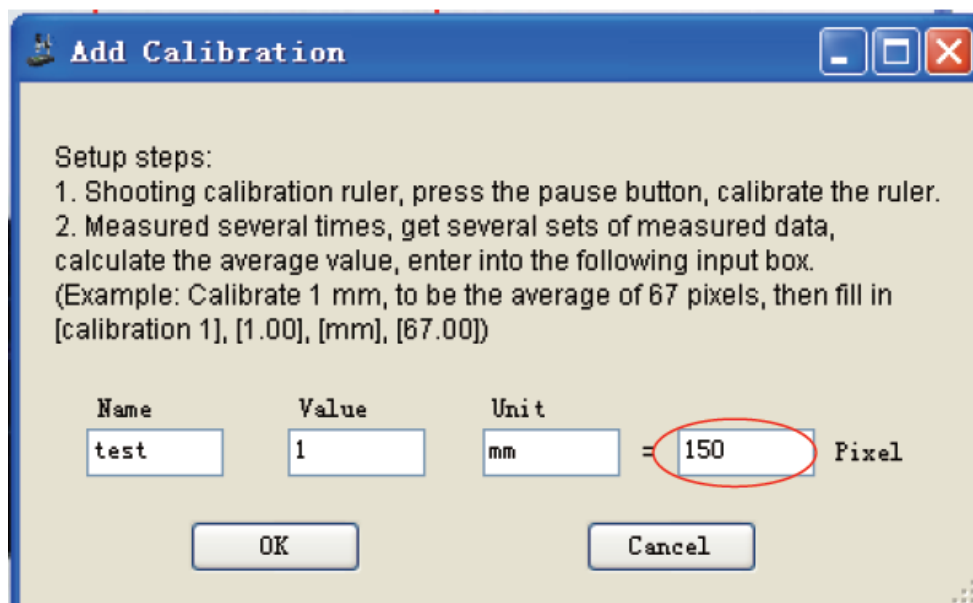 Add Calibration
Setup steps:
1. Shooting calibration ruler, press the pause button, calibrate the ruler.
2. Measured several times, get several sets of measured data,
calculate the average value, enter into the following input box.
(Example: Calibrate 1 mm, to be the average of 67 pixels, then fill in
[calibration 1], [1.00], [mm], [67.00])
Name Value Unit
test 1 mm = 150 Pixel
OK Cancel